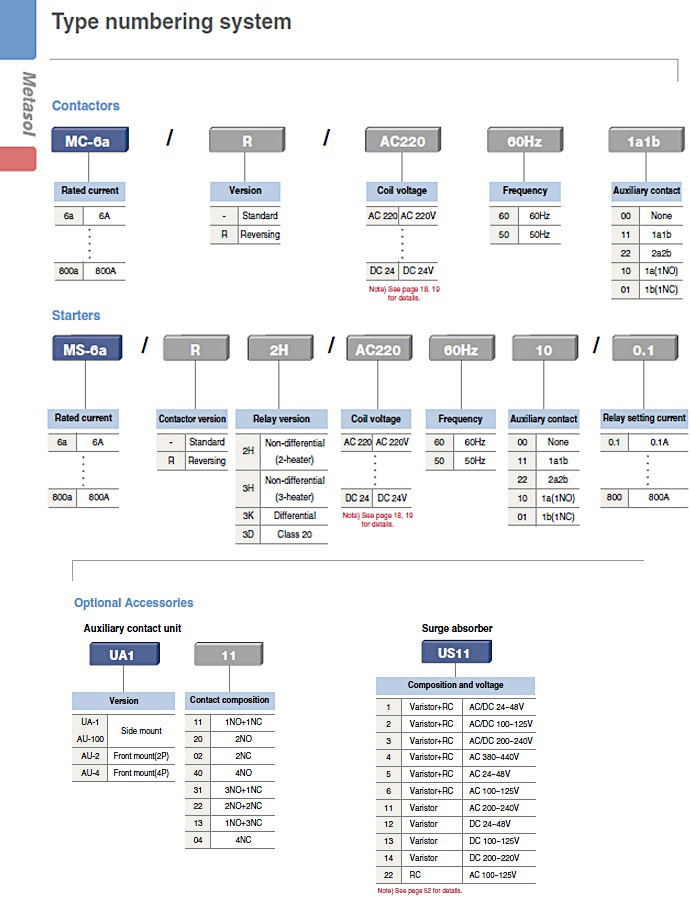 Type numbering system
Metasol
Contactors
MC-6a / R / AC220 60Hz 1a1b
Rated current Version Coil voltage Frequency Auxiliary contact
6a 6A - Standard AC 220 AC 220V 60 60Hz 00 None
R Reversing 50 50Hz 11 1a1b
22 2a2b
800a 800A DC 24 DC 24V 10 1a(1NO)
Note) See page 18, 19 01 1b(1NC)
for details.
Starters
MS-6a / R 2H / AC220 60Hz 10 / 0.1
Rated current Contactor version Relay version Coil voltage Frequency Auxiliary contact Relay setting current
6a 6A - Standard 2H Non-differential AC 220 AC 220V 60 60Hz 00 None 0.1 0.1A
R Reversing (2-heater) 50 50Hz 11 1a1b
3H Non-differential 22 2a2b
800a 800A (3-heater) DC 24 DC 24V 10 1a(1NO) 800 800A
3K Differential Note) See page 18, 19 01 1b(1NC)
for details.
3D Class 20
Optional Accessories
Auxiliary contact unit
UA1 11
Version Contact composition
UA-1 Side mount 11 1NO+1NC
AU-100 20 2NO
AU-2 Front mount(2P) 02 2NC
AU-4 Front mount(4P) 40 4NO
31 3NO+1NC
22 2NO+2NC
13 1NO+3NC
04 4NC
Surge absorber
US11
Composition and voltage
1 Varistor+RC AC/DC 24~48V
2 Varistor+RC AC/DC 100~125V
3 Varistor+RC AC/DC 200~240V
4 Varistor+RC AC 380~440V
5 Varistor+RC AC 24~48V
6 Varistor+RC AC 100~125V
11 Varistor AC 200~240V
12 Varistor DC 24~48V
13 Varistor DC 100~125V
14 Varistor DC 200~220V
22 RC AC 100~125V
Note) See page 52 for details.